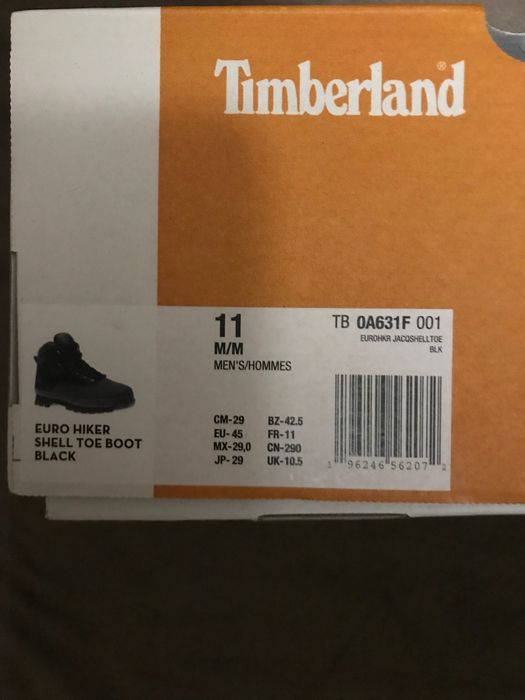 Timberland®
11
M/M
MEN'S/HOMMES
TB 0A631F 001
EUROHKR JACQSHELLTOE
BLK
EURO HIKER
SHELL TOE BOOT
BLACK
CM-29 BZ-42.5
EU-45 FR-11
MX-29,0 CN-290
JP-29 UK-10.5
1 96246 56207 2